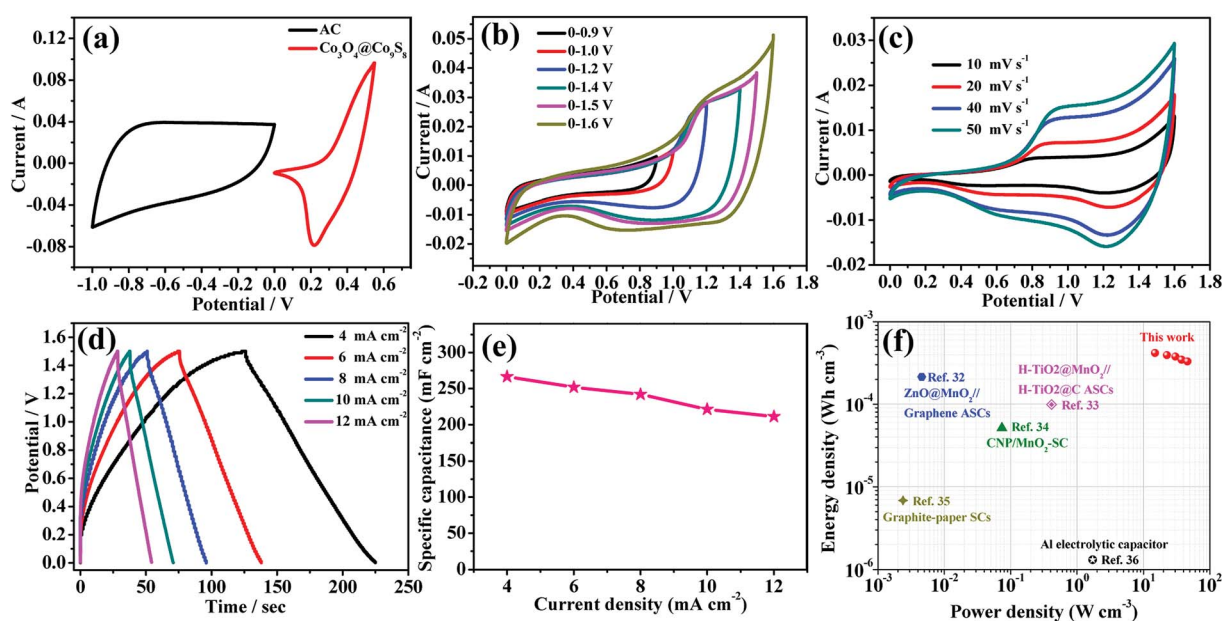 (a)
AC
Co₃O₄@Co₉S₈
Current / A
0.12
0.08
0.04
0.00
-0.04
-0.08
-1.0 -0.8 -0.6 -0.4 -0.2 0.0 0.2 0.4 0.6
Potential / V
(b)
0-0.9 V
0-1.0 V
0-1.2 V
0-1.4 V
0-1.5 V
0-1.6 V
Current / A
0.05
0.04
0.03
0.02
0.01
0.00
-0.01
-0.02
0.0 0.2 0.4 0.6 0.8 1.0 1.2 1.4 1.6 1.8
Potential / V
(c)
10 mV s⁻¹
20 mV s⁻¹
40 mV s⁻¹
50 mV s⁻¹
Current / A
0.03
0.02
0.01
0.00
-0.01
-0.02
0.0 0.2 0.4 0.6 0.8 1.0 1.2 1.4 1.6 1.8
Potential / V
(d)
4 mA cm⁻²
6 mA cm⁻²
8 mA cm⁻²
10 mA cm⁻²
12 mA cm⁻²
Potential / V
1.6
1.4
1.2
1.0
0.8
0.6
0.4
0.2
0.0
0 50 100 150 200 250
Time / sec
(e)
Specific capacitance (mF cm⁻²)
300
250
200
150
100
50
0
4 6 8 10 12
Current density (mA cm⁻²)
(f)
This work
Ref. 32
ZnO@MnO₂//
Graphene ASCs
H-TiO2@MnO₂//
H-TiO2@C ASCs
Ref. 33
Ref. 34
CNP/MnO₂-SC
Ref. 35
Graphite-paper SCs
Al electrolytic capacitor
Ref. 36
Energy density (Wh cm⁻³)
10⁻³
10⁻⁴
10⁻⁵
10⁻⁶
10⁻³ 10⁻² 10⁻¹ 10⁰ 10¹ 10²
Power density (W cm⁻³)